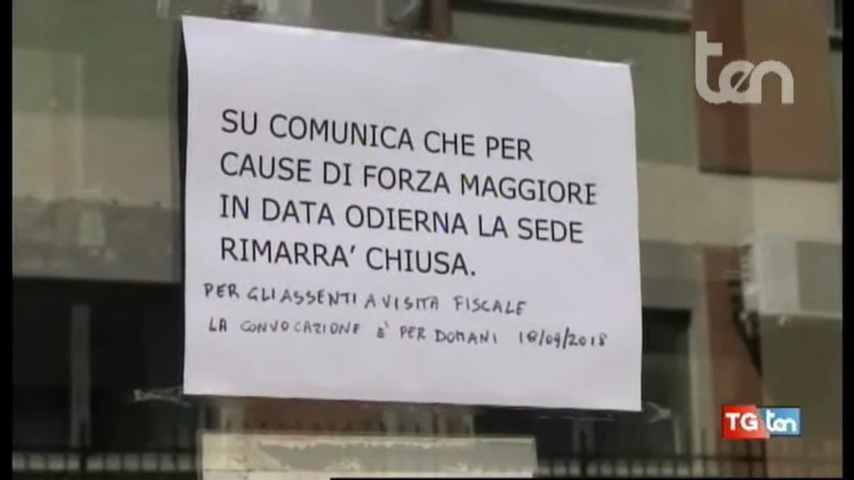 ten
SU COMUNICA CHE PER
CAUSE DI FORZA MAGGIORE
IN DATA ODIERNA LA SEDE
RIMARRA’ CHIUSA.
PER GLI ASSENTI A VISITA FISCALE
LA CONVOCAZIONE E' PER DOMANI 18/09/2018
TG ten